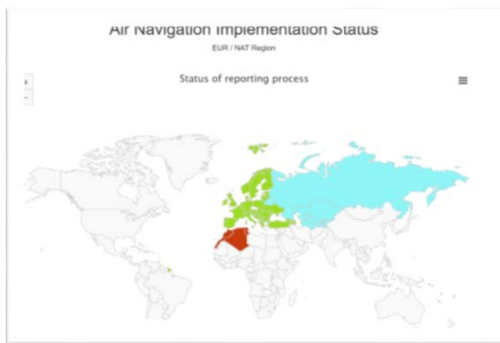 Air Navigation Implementation Status
EUR / NAT Region
Status of reporting process
+
-